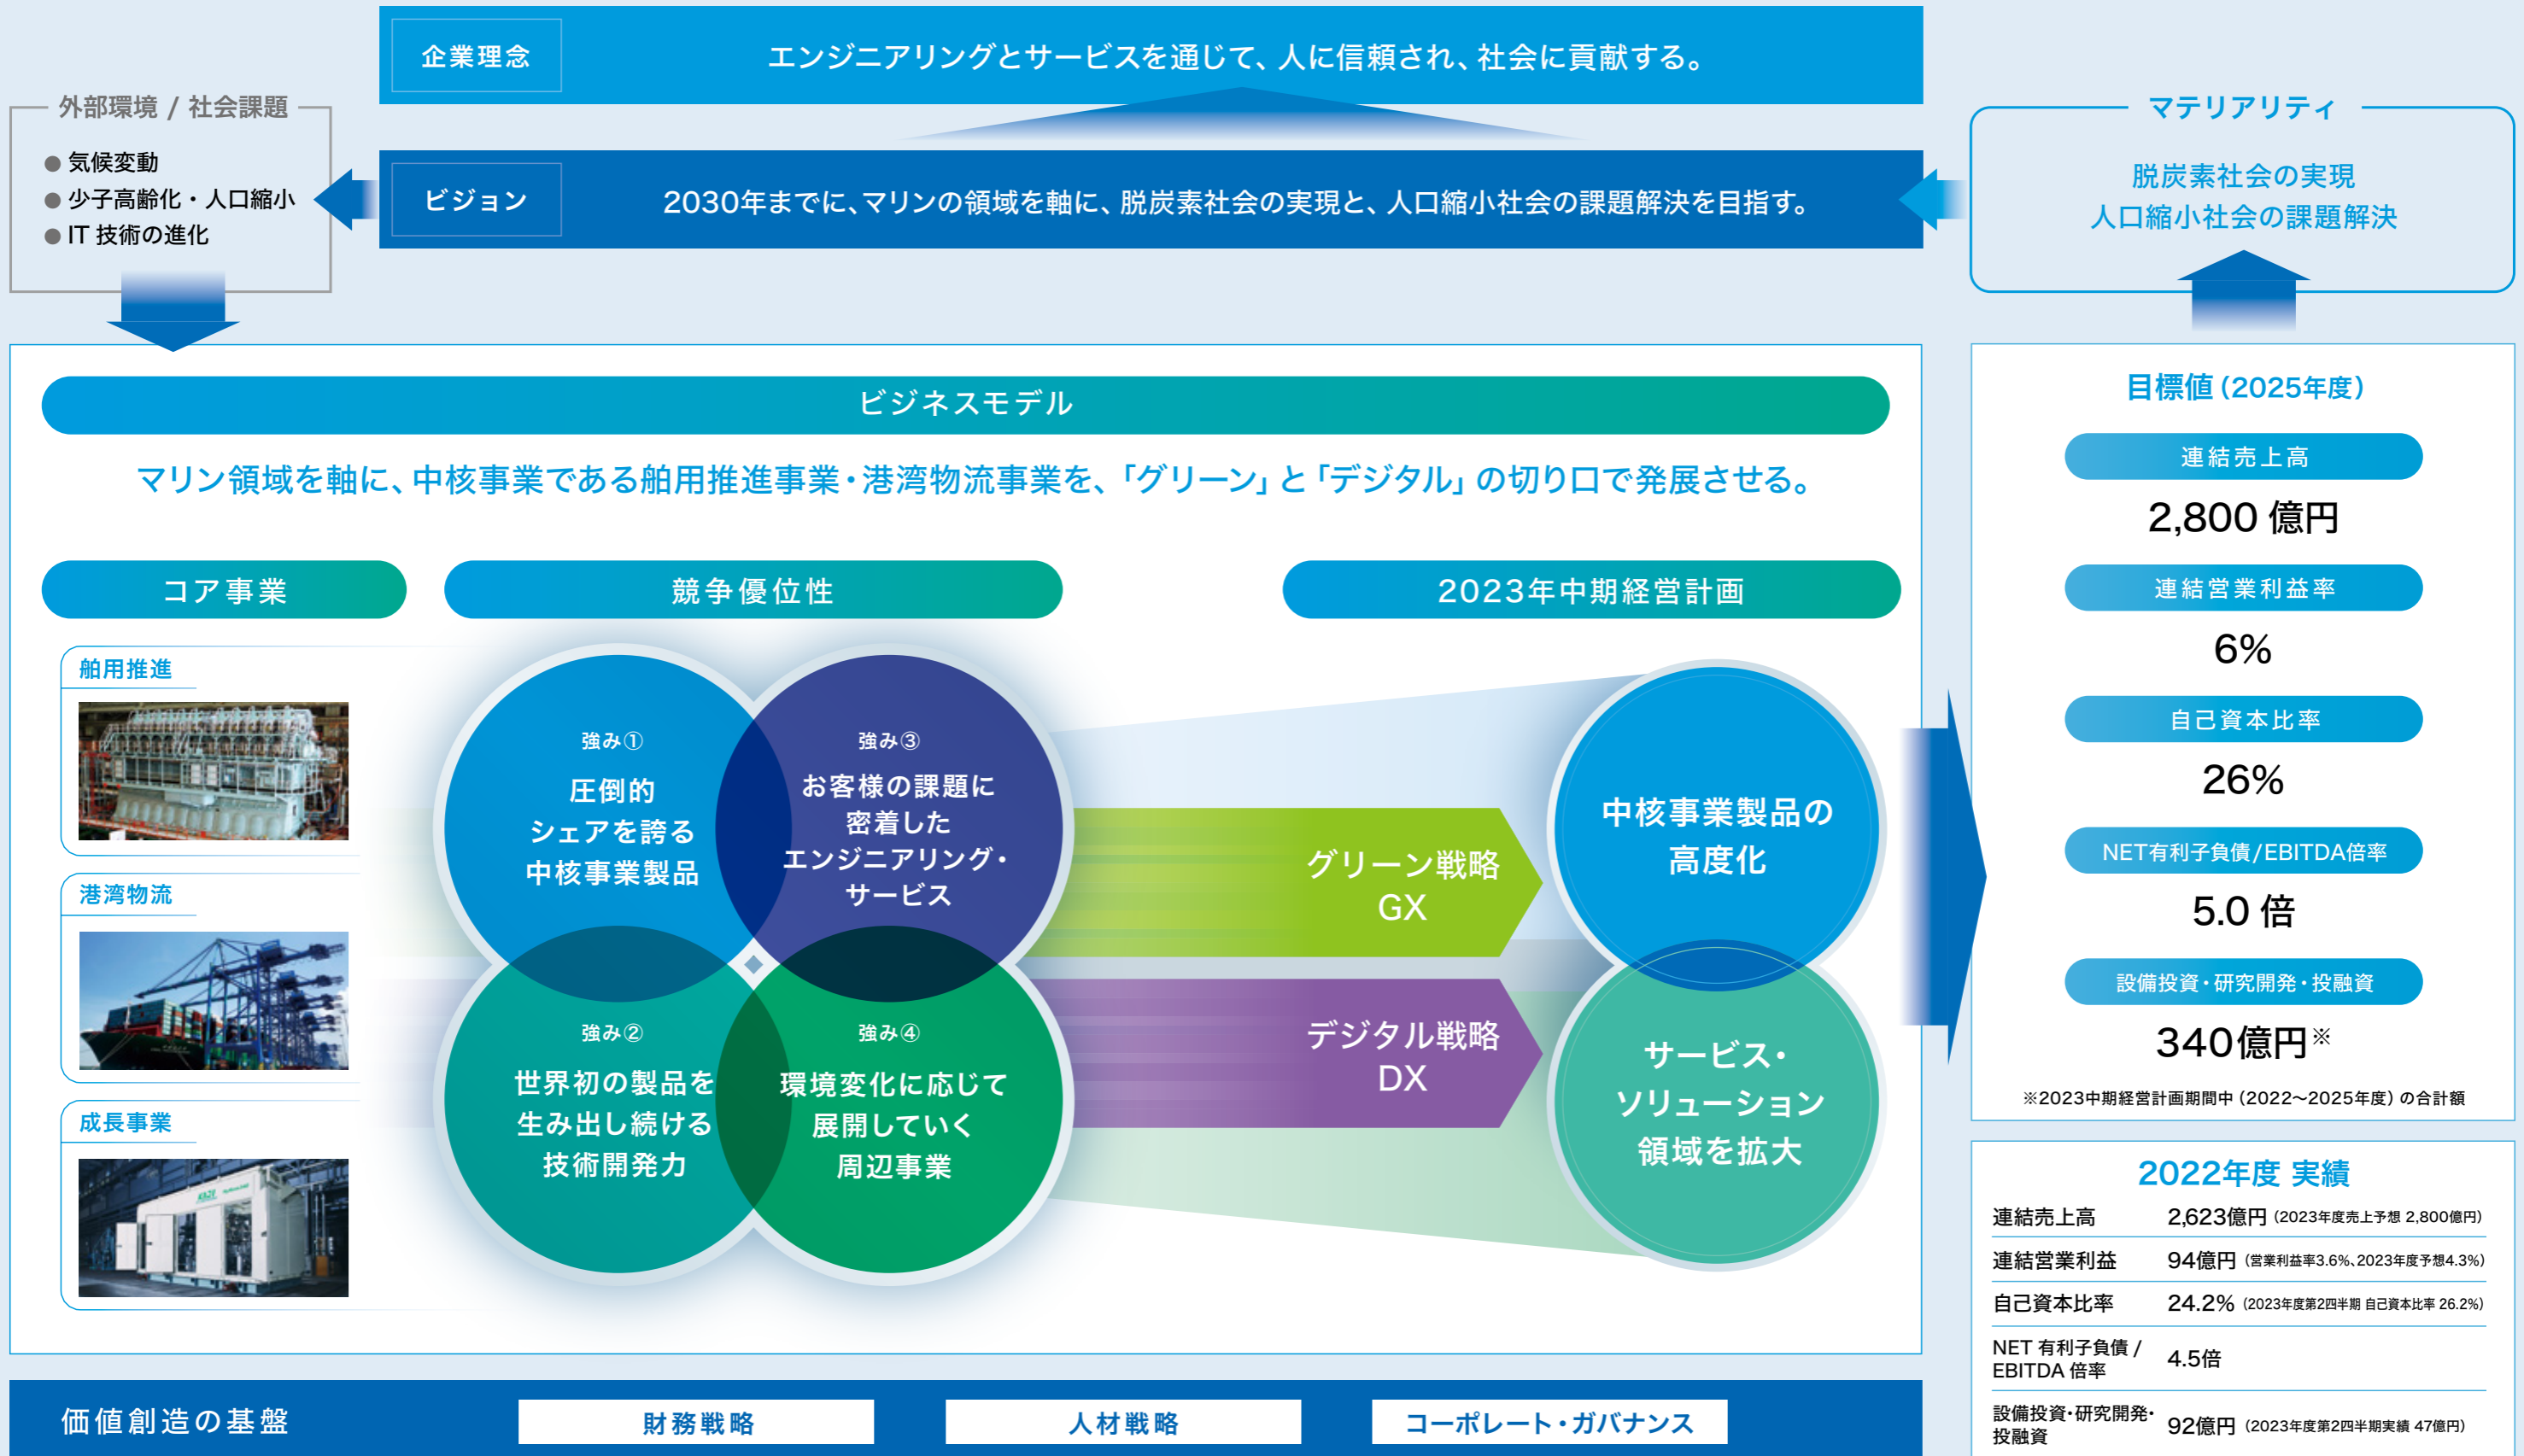 企業理念
エンジニアリングとサービスを通じて、人に信頼され、社会に貢献する。
外部環境 / 社会課題
● 気候変動
● 少子高齢化・人口縮小
● IT 技術の進化
ビジョン
2030年までに、マリンの領域を軸に、脱炭素社会の実現と、人口縮小社会の課題解決を目指す。
マテリアリティ
脱炭素社会の実現
人口縮小社会の課題解決
ビジネスモデル
マリン領域を軸に、中核事業である舶用推進事業・港湾物流事業を、「グリーン」と「デジタル」の切り口で発展させる。
コア事業
競争優位性
2023年中期経営計画
舶用推進
港湾物流
成長事業
強み①
圧倒的
シェアを誇る
中核事業製品
強み③
お客様の課題に
密着した
エンジニアリング・
サービス
強み②
世界初の製品を
生み出し続ける
技術開発力
強み④
環境変化に応じて
展開していく
周辺事業
グリーン戦略
GX
デジタル戦略
DX
中核事業製品の
高度化
サービス・
ソリューション
領域を拡大
目標値（2025年度）
連結売上高
2,800 億円
連結営業利益率
6%
自己資本比率
26%
NET有利子負債/EBITDA倍率
5.0 倍
設備投資・研究開発・投融資
340億円※
※2023中期経営計画期間中（2022～2025年度）の合計額
2022年度 実績
連結売上高 2,623億円（2023年度売上予想 2,800億円）
連結営業利益 94億円（営業利益率3.6%、2023年度予想4.3%）
自己資本比率 24.2%（2023年度第2四半期 自己資本比率 26.2%）
NET 有利子負債 /
EBITDA 倍率 4.5倍
設備投資・研究開発・
投融資 92億円（2023年度第2四半期実績 47億円）
価値創造の基盤
財務戦略
人材戦略
コーポレート・ガバナンス